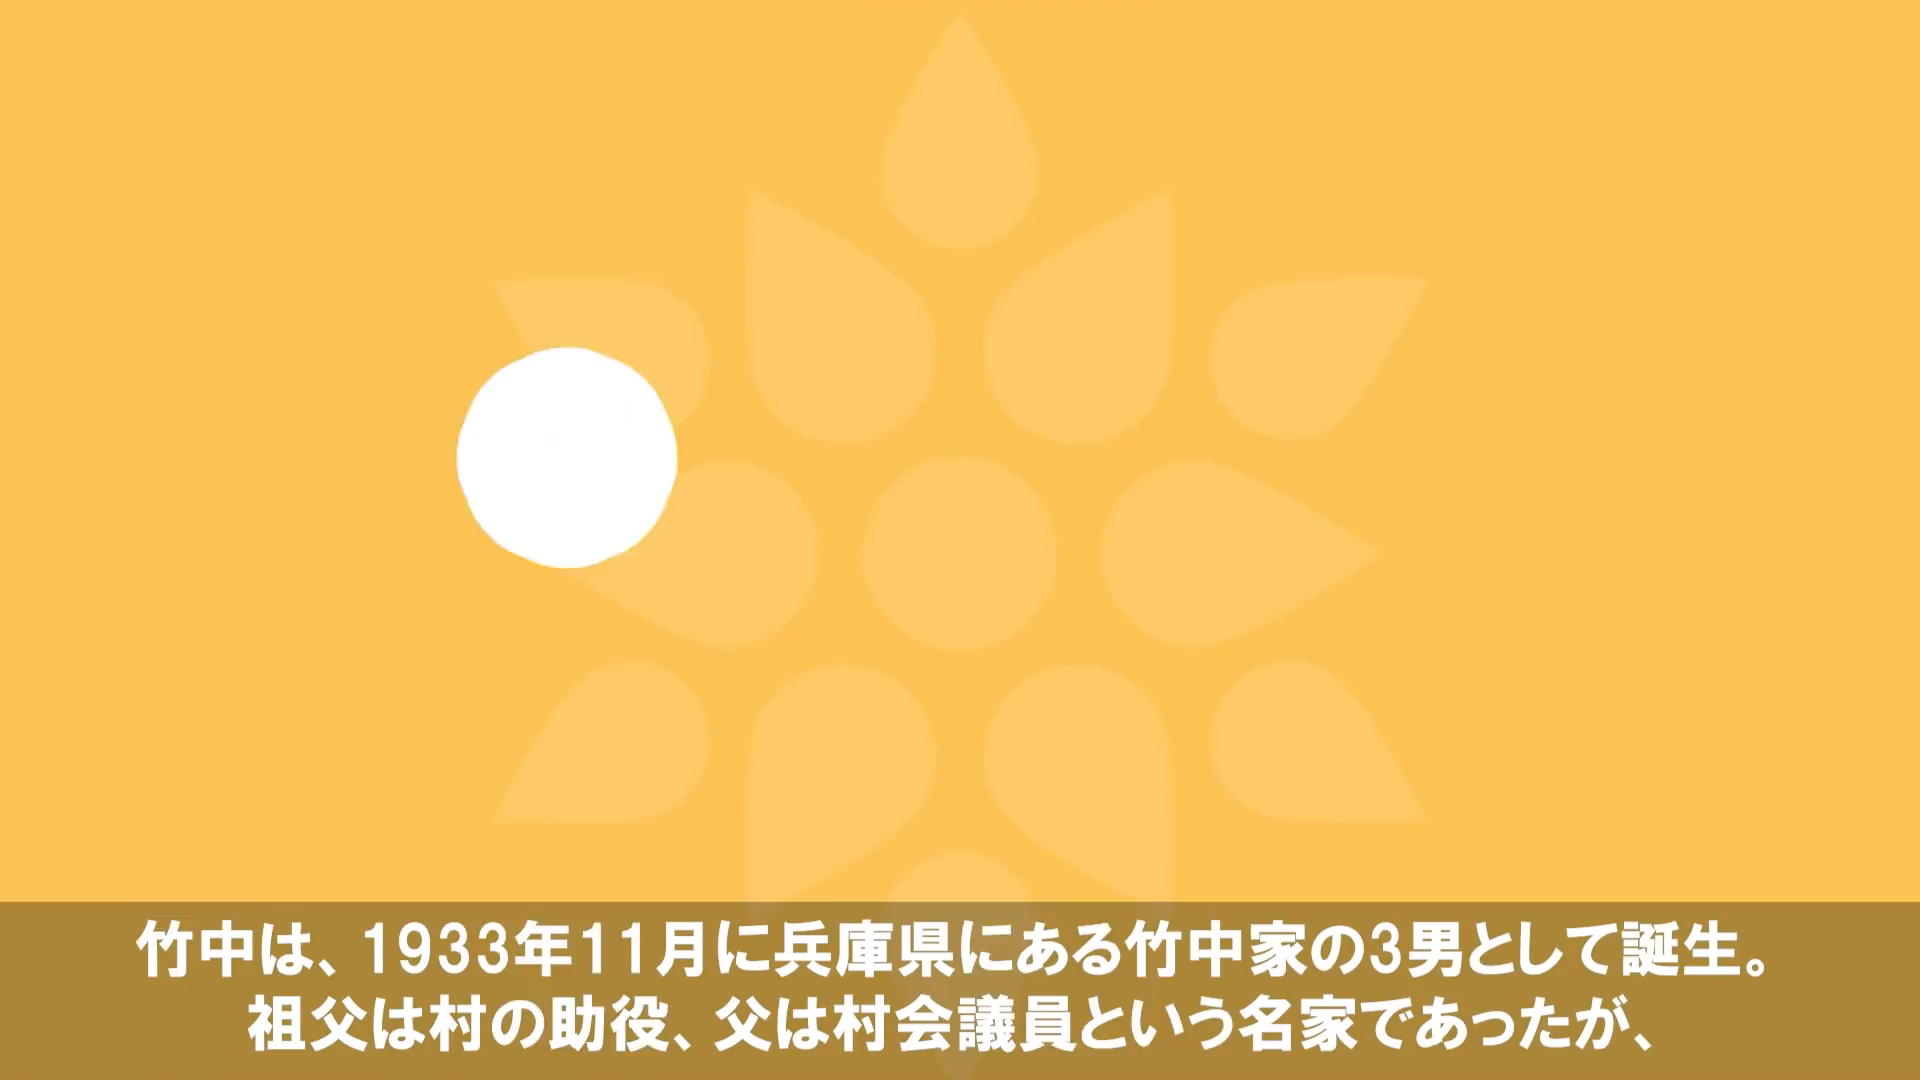 竹中は、1933年11月に兵庫県にある竹中家の3男として誕生。
祖父は村の助役、父は村会議員という名家であったが、